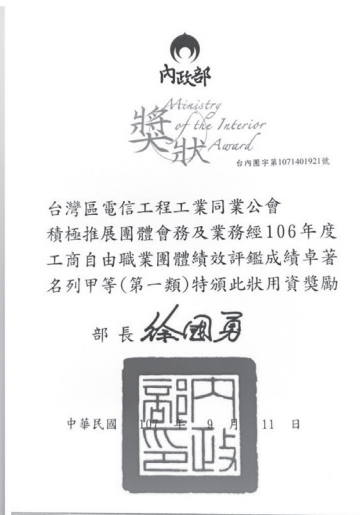 內政部
Ministry
of the Interior
Award
獎狀
台內團字第1071401921號
台灣區電信工程工業同業公會
積極推展團體會務及業務經106年度
工商自由職業團體績效評鑑成績卓著
名列甲等(第一類)特頒此狀用資獎勵
部長 徐國勇
內政部印
中華民國 107 年 9 月 11 日